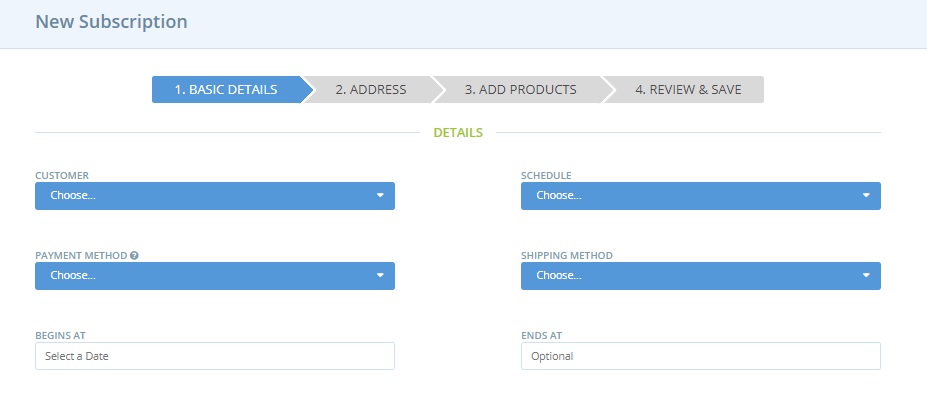 New Subscription
1. BASIC DETAILS
2. ADDRESS
3. ADD PRODUCTS
4. REVIEW & SAVE
DETAILS
CUSTOMER
SCHEDULE
Choose...
Choose...
PAYMENT METHOD ?
SHIPPING METHOD
Choose...
Choose...
BEGINS AT
ENDS AT
Select a Date
Optional